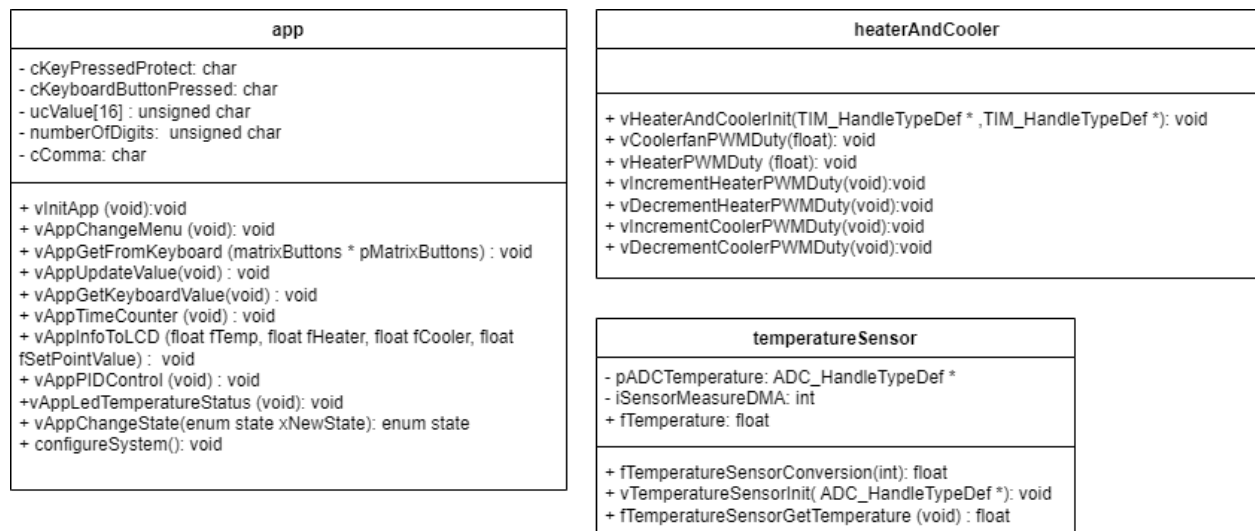 app
- cKeyPressedProtect: char
- cKeyboardButtonPressed: char
- ucValue[16] : unsigned char
- numberOfDigits:  unsigned char
- cComma: char
+ vInitApp (void):void
+ vAppChangeMenu (void): void
+ vAppGetFromKeyboard (matrixButtons * pMatrixButtons) : void
+ vAppUpdateValue(void) : void
+ vAppGetKeyboardValue(void) : void
+ vAppTimeCounter (void) : void
+ vAppInfoToLCD (float fTemp, float fHeater, float fCooler, float
fSetPointValue) :  void
+ vAppPIDControl (void) : void
+vAppLedTemperatureStatus (void): void
+ vAppChangeState(enum state xNewState): enum state
+ configureSystem(): void
heaterAndCooler
+ vHeaterAndCoolerInit(TIM_HandleTypeDef * ,TIM_HandleTypeDef *): void
+ vCoolerfanPWMDuty(float): void
+ vHeaterPWMDuty (float): void
+ vIncrementHeaterPWMDuty(void):void
+ vDecrementHeaterPWMDuty(void):void
+ vIncrementCoolerPWMDuty(void):void
+ vDecrementCoolerPWMDuty(void):void
temperatureSensor
- pADCTemperature: ADC_HandleTypeDef *
- iSensorMeasureDMA: int
+ fTemperature: float
+ fTemperatureSensorConversion(int): float
+ vTemperatureSensorInit( ADC_HandleTypeDef *): void
+ fTemperatureSensorGetTemperature (void) : float